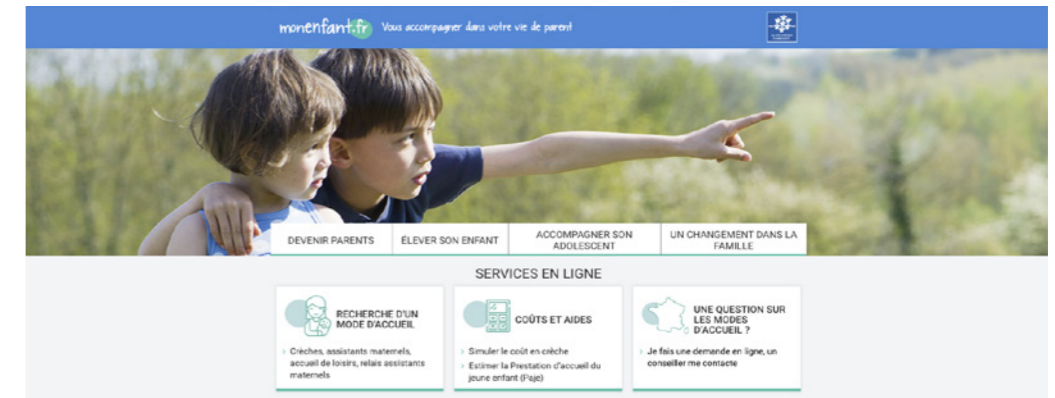 monenfant.fr Vous accompagner dans votre vie de parent
DEVENIR PARENTS
ÉLEVER SON ENFANT
ACCOMPAGNER SON
ADOLESCENT
UN CHANGEMENT DANS LA
FAMILLE
SERVICES EN LIGNE
RECHERCHE D'UN
MODE D'ACCUEIL
> Crèches, assistants maternels,
accueil de loisirs, relais assistants
maternels
COÛTS ET AIDES
> Simuler le coût en crèche
> Estimer la Prestation d'accueil du
jeune enfant (Paje)
UNE QUESTION SUR
LES MODES
D'ACCUEIL ?
> Je fais une demande en ligne, un
conseiller me contacte